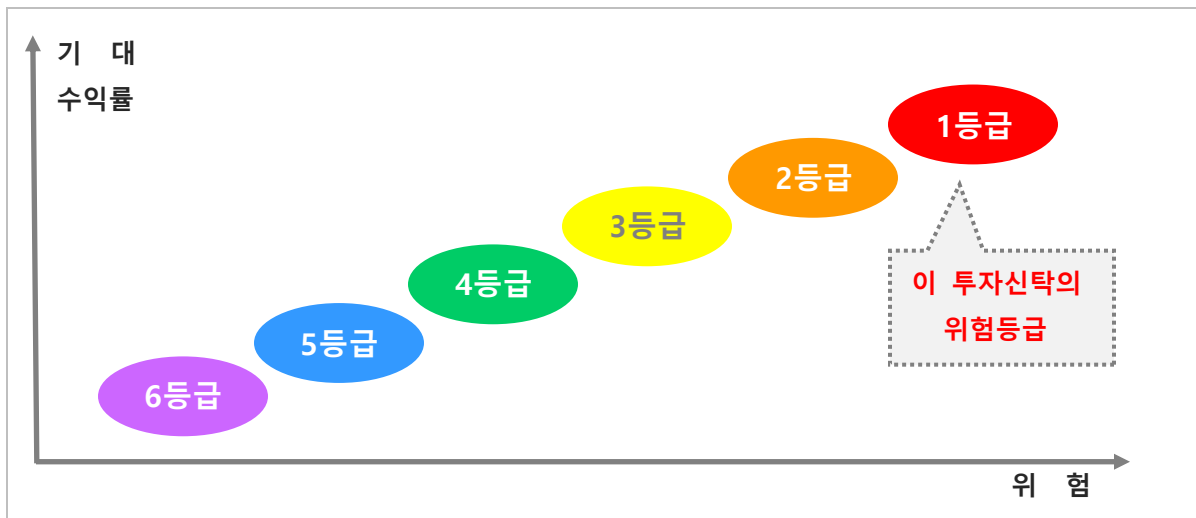 기 대
수익률
1등급
2등급
3등급
4등급
5등급
6등급
이 투자신탁의
위험등급
위 험